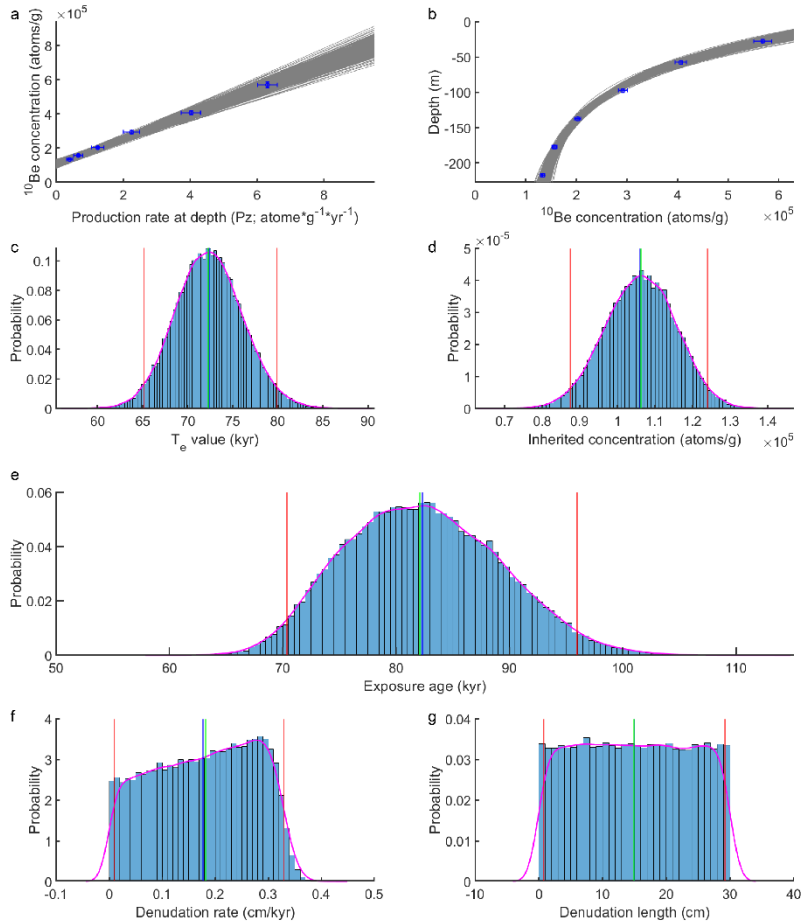 a
×10⁵
¹⁰Be concentration (atoms/g)
8
6
4
2
0
0 2 4 6 8
Production rate at depth (Pz; atome*g⁻¹*yr⁻¹)
b
Depth (m)
0
-50
-100
-150
-200
0 1 2 3 4 5 6
¹⁰Be concentration (atoms/g) ×10⁵
c
Probability
0.1
0.08
0.06
0.04
0.02
0
60 65 70 75 80 85 90
Tₑ value (kyr)
d
×10⁻⁵
Probability
5
4
3
2
1
0
0.7 0.8 0.9 1 1.1 1.2 1.3 1.4
Inherited concentration (atoms/g) ×10⁵
e
Probability
0.06
0.04
0.02
0
50 60 70 80 90 100 110
Exposure age (kyr)
f
Probability
4
3
2
1
0
-0.1 0 0.1 0.2 0.3 0.4 0.5
Denudation rate (cm/kyr)
g
Probability
0.04
0.03
0.02
0.01
0
-10 0 10 20 30 40
Denudation length (cm)